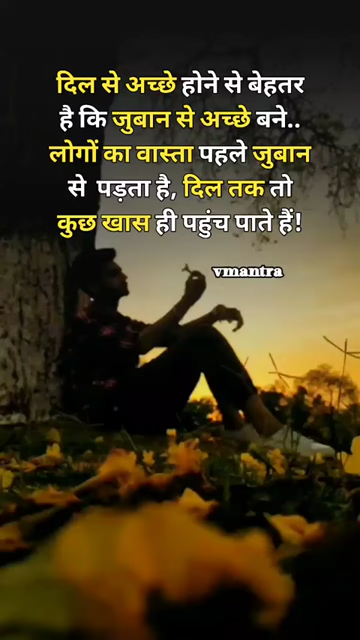 दिल से अच्छे होने से बेहतर
है कि जुबान से अच्छे बने..
लोगों का वास्ता पहले जुबान
से पड़ता है, दिल तक तो
कुछ खास ही पहुंच पाते हैं!
vmantra